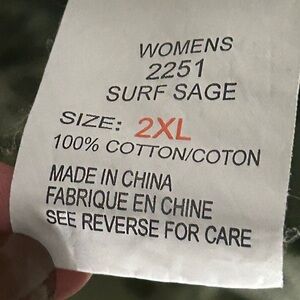 WOMENS
2251
SURF SAGE
SIZE: 2XL
100% COTTON/COTON
MADE IN CHINA
FABRIQUE EN CHINE
SEE REVERSE FOR CARE